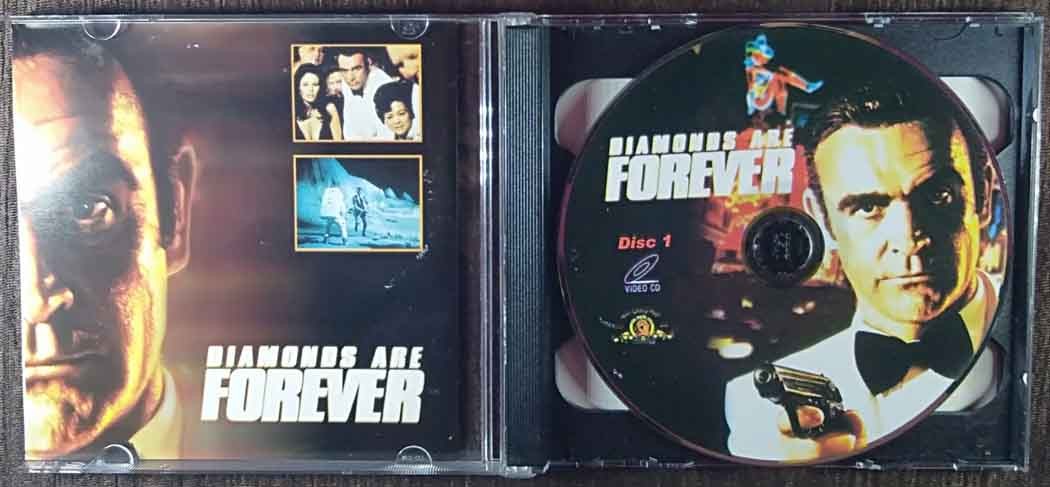 DIAMONDS ARE
FOREVER
DIAMONDS ARE
FOREVER
Disc 1
VIDEO CD